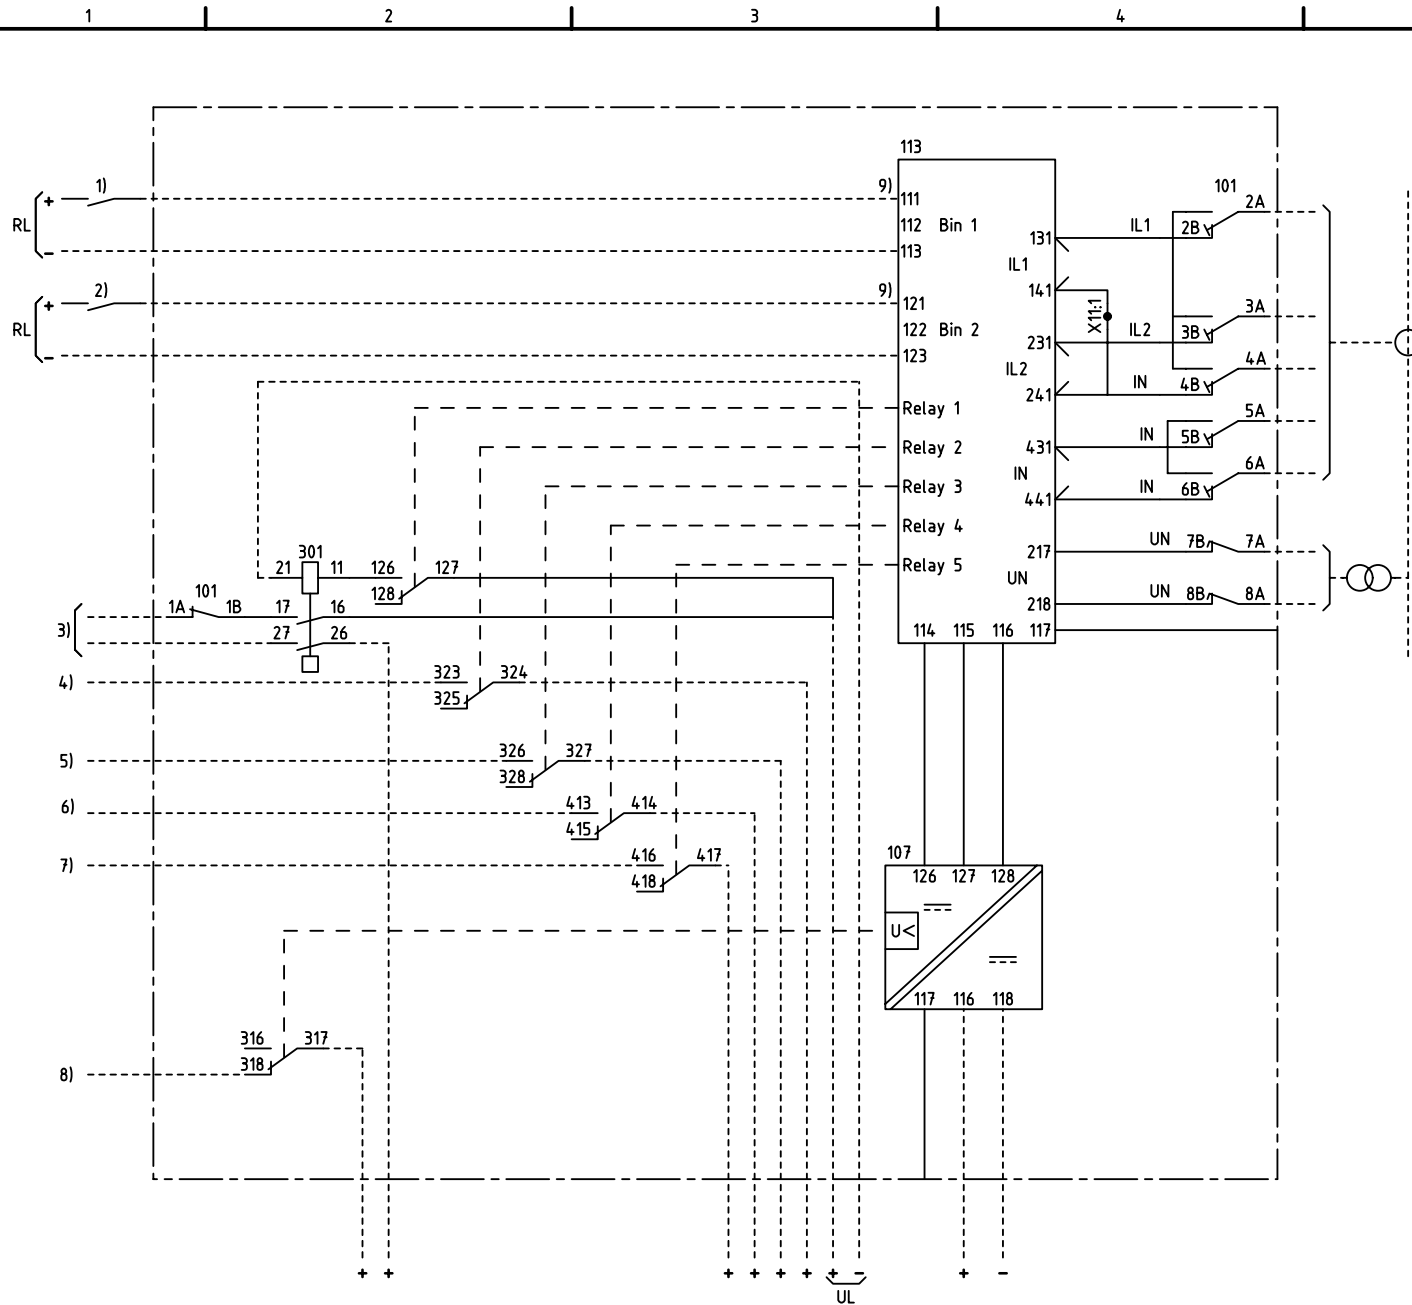 1 2 3 4
113
1) 9) 101
111 2A
RL + 112 Bin 1 131 IL1 2B
- 113
IL1
2) 9) 141
121 3A
RL + 122 Bin 2 231 X11:1 IL2 3B
- 123
IL2 4A
241 IN 4B
Relay 1
5A
Relay 2 431 IN 5B
IN 6A
Relay 3 441 IN 6B
Relay 4
217 UN 7B 7A
301
21 11 126 127 Relay 5 UN
128
101
1A 1B 17 16 218 UN 8B 8A
3) 27 26 114 115 116 117
4) 323 324
325
5) 326 327
328
6) 413 414
415
7) 416 417 107
418 126 127 128
U<
117 116 118
316 317
8) 318
+ + + + + + + - + -
UL